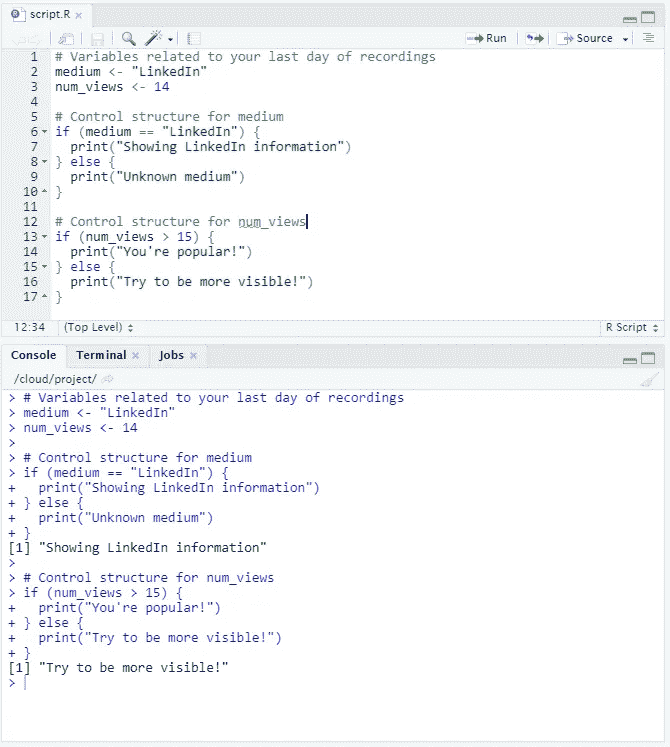 script.R
Run Source
1 # Variables related to your last day of recordings
2 medium <- "LinkedIn"
3 num_views <- 14
4
5 # Control structure for medium
6 if (medium == "LinkedIn") {
7 print("Showing LinkedIn information")
8 } else {
9 print("Unknown medium")
10 }
11
12 # Control structure for num_views
13 if (num_views > 15) {
14 print("You're popular!")
15 } else {
16 print("Try to be more visible!")
17 }
12:34 (Top Level) R Script
Console Terminal Jobs
/cloud/project/
> # Variables related to your last day of recordings
> medium <- "LinkedIn"
> num_views <- 14
>
> # Control structure for medium
> if (medium == "LinkedIn") {
+ print("Showing LinkedIn information")
+ } else {
+ print("Unknown medium")
+ }
[1] "Showing LinkedIn information"
>
> # Control structure for num_views
> if (num_views > 15) {
+ print("You're popular!")
+ } else {
+ print("Try to be more visible!")
+ }
[1] "Try to be more visible!"
>